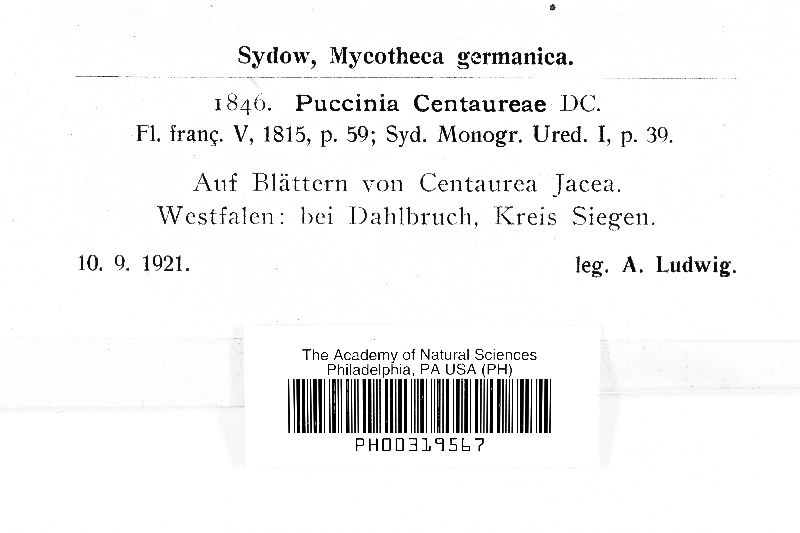 Sydow, Mycotheca germanica.
1846. Puccinia Centaureae DC.
Fl. franç. V, 1815, p. 59; Syd. Monogr. Ured. I, p. 39.
Auf Blättern von Centaurea Jacea.
Westfalen: bei Dahlbruch, Kreis Siegen.
10. 9. 1921. leg. A. Ludwig.
The Academy of Natural Sciences
Philadelphia, PA USA (PH)
PH00319567